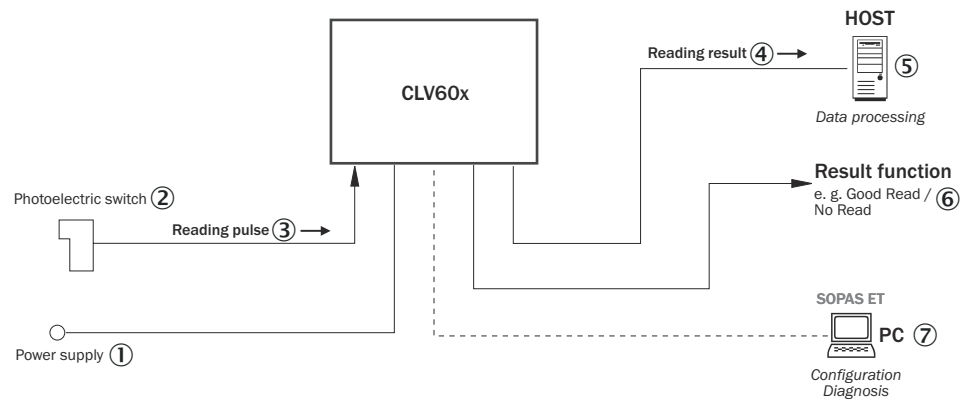 HOST
Reading result ④
CLV60x
⑤
Data processing
Result function
e. g. Good Read /
No Read
⑥
Photoelectric switch ②
Reading pulse ③
SOPAS ET
PC ⑦
Power supply ①
Configuration
Diagnosis